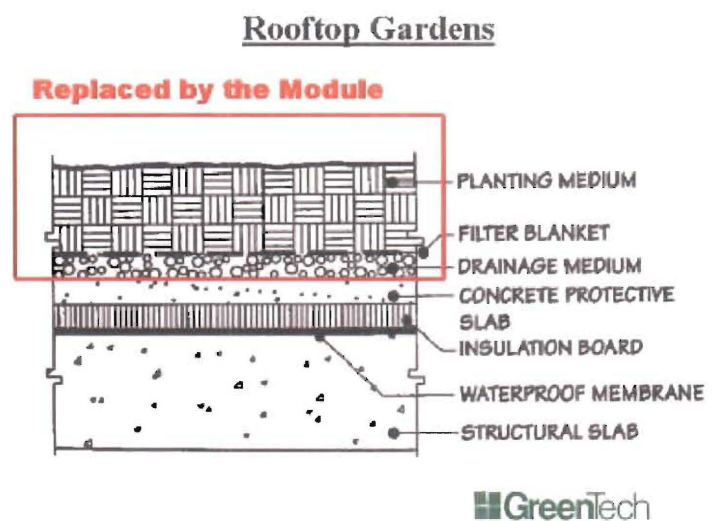 Rooftop Gardens
Replaced by the Module
PLANTING MEDIUM
FILTER BLANKET
DRAINAGE MEDIUM
CONCRETE PROTECTIVE
SLAB
INSULATION BOARD
WATERPROOF MEMBRANE
STRUCTURAL SLAB
GreenTech